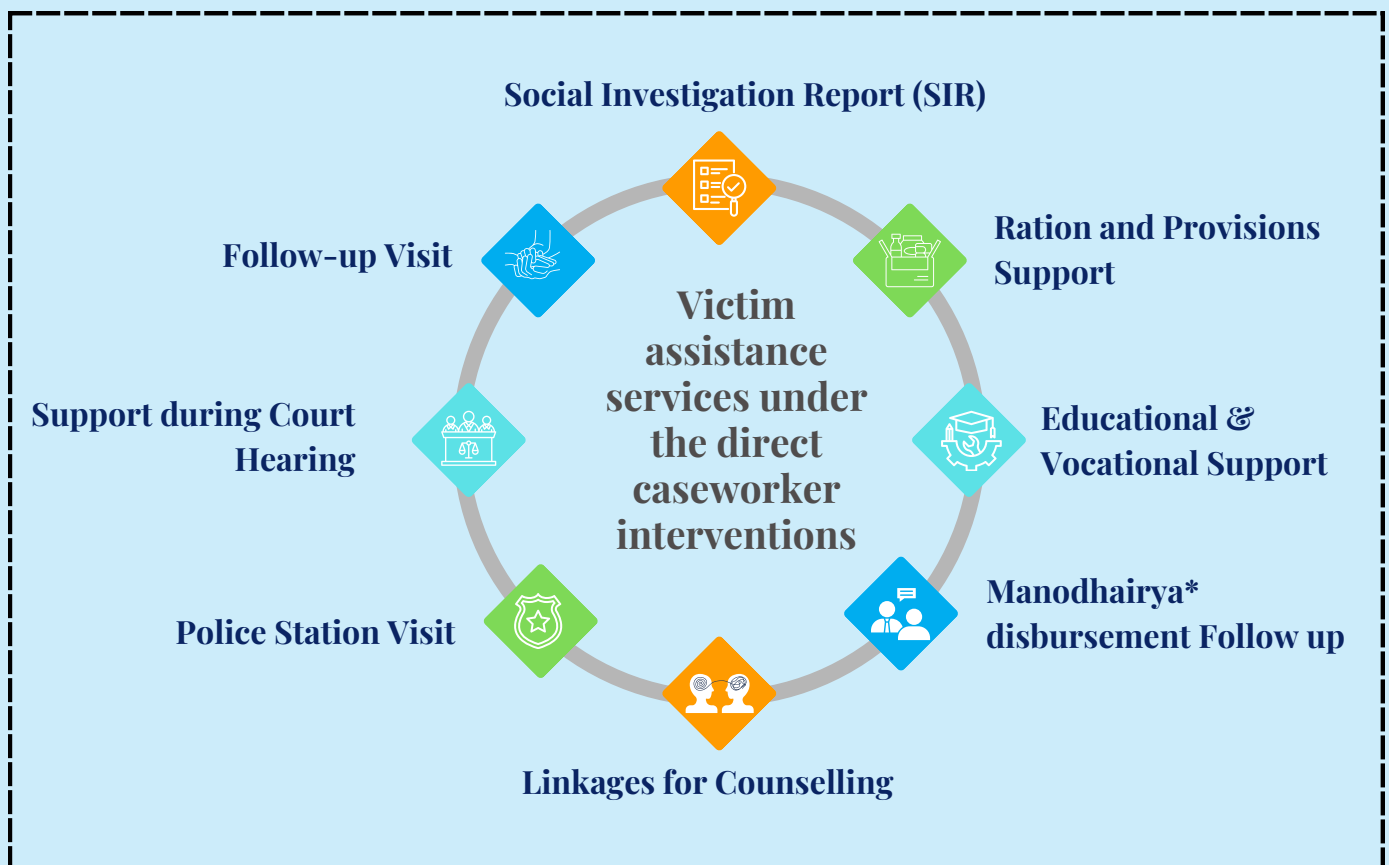 Social Investigation Report (SIR)
Ration and Provisions
Support
Educational &
Vocational Support
Manodhairya*
disbursement Follow up
Linkages for Counselling
Police Station Visit
Support during Court
Hearing
Follow-up Visit
Victim
assistance
services under
the direct
caseworker
interventions